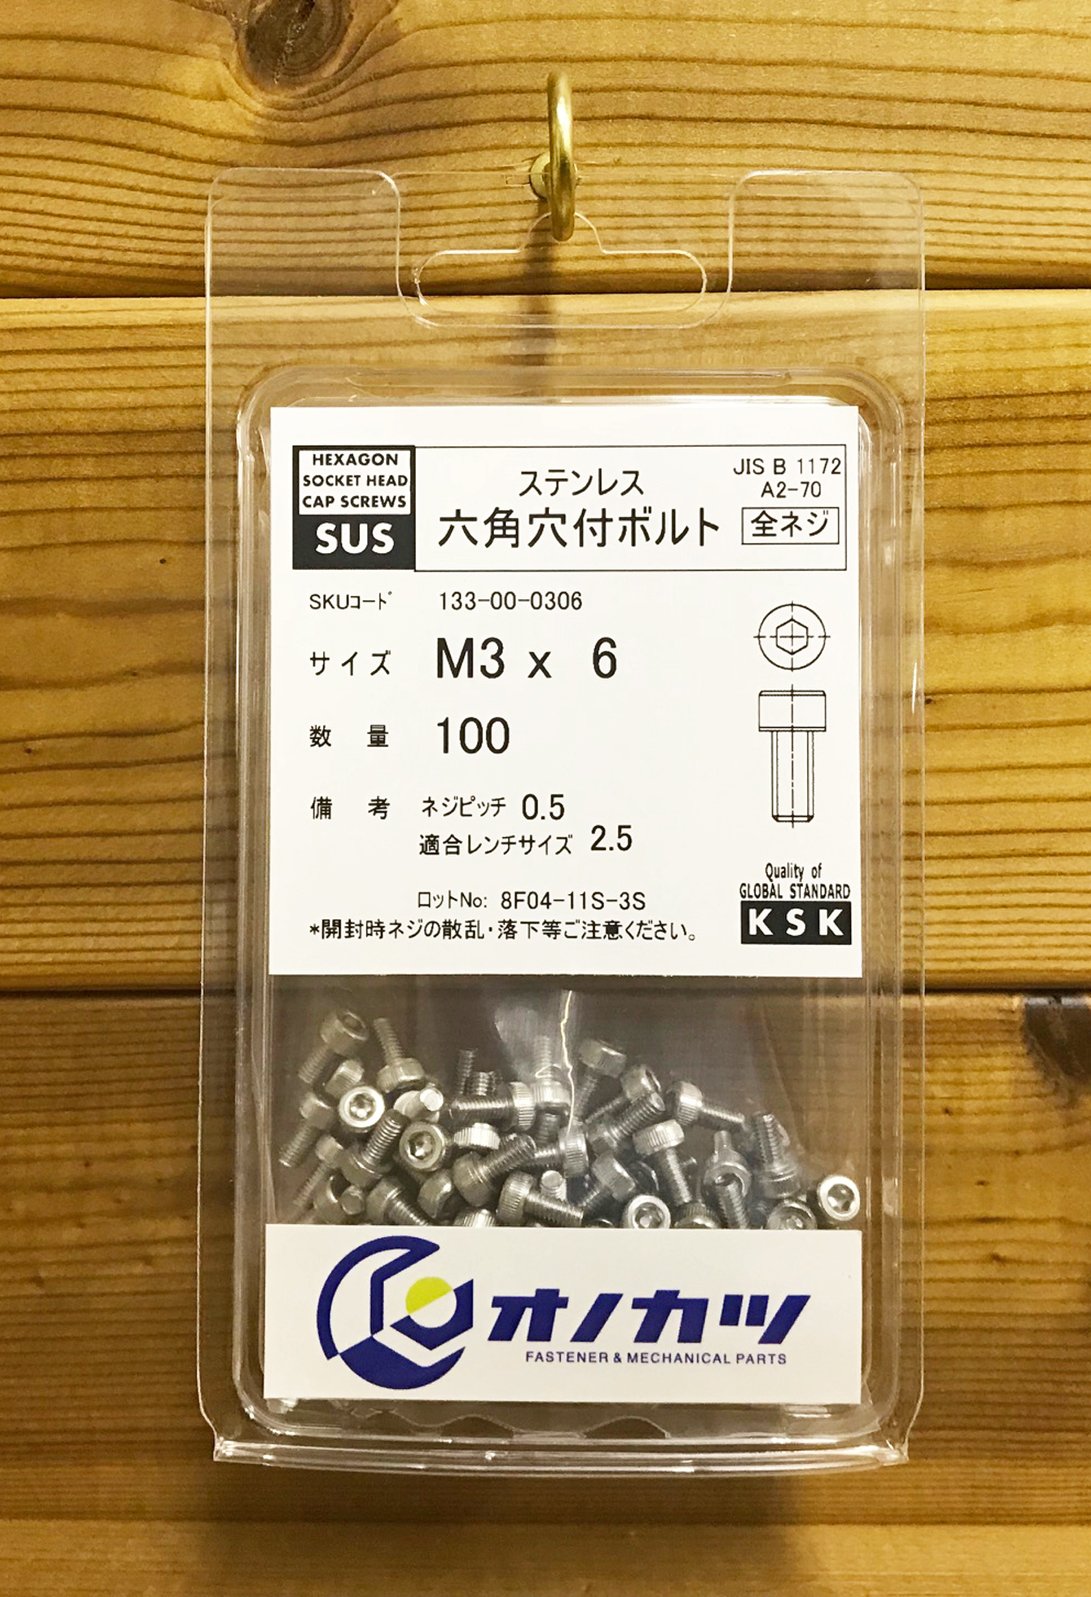 HEXAGON
SOCKET HEAD
CAP SCREWS
SUS
ステンレス
六角穴付ボルト
JIS B 1172
A2-70
全ネジ
SKUコード 133-00-0306
サイズ M3 x 6
数 量 100
備 考 ネジピッチ 0.5
適合レンチサイズ 2.5
ロットNo: 8F04-11S-3S
*開封時ネジの散乱・落下等ご注意ください。
Quality of
GLOBAL STANDARD
KSK
オノカツ
FASTENER & MECHANICAL PARTS